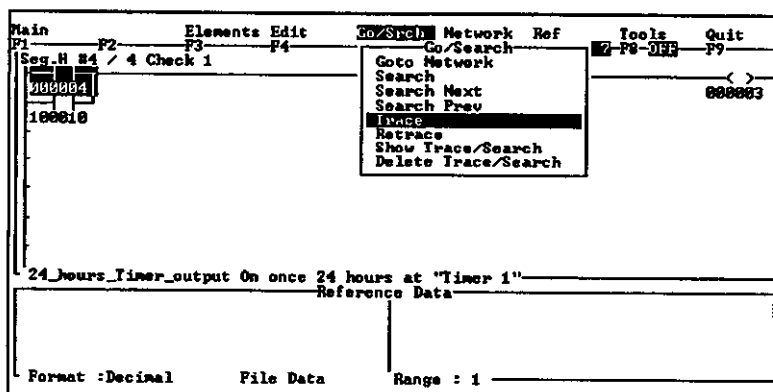 Main Elements Edit Go/Srch Network Ref Tools Quit
F1 F2 F3 F4 Go/Search ? F8-OFF F9
Seg.H #4 / 4 Check 1
Goto Network
Search
Search Next
Search Prev
Trace
Retrace
Show Trace/Search
Delete Trace/Search
000004
100010
( )
000003
24_hours_Timer_output On once 24 hours at "Timer 1"
Reference Data
Format :Decimal File Data Range : 1